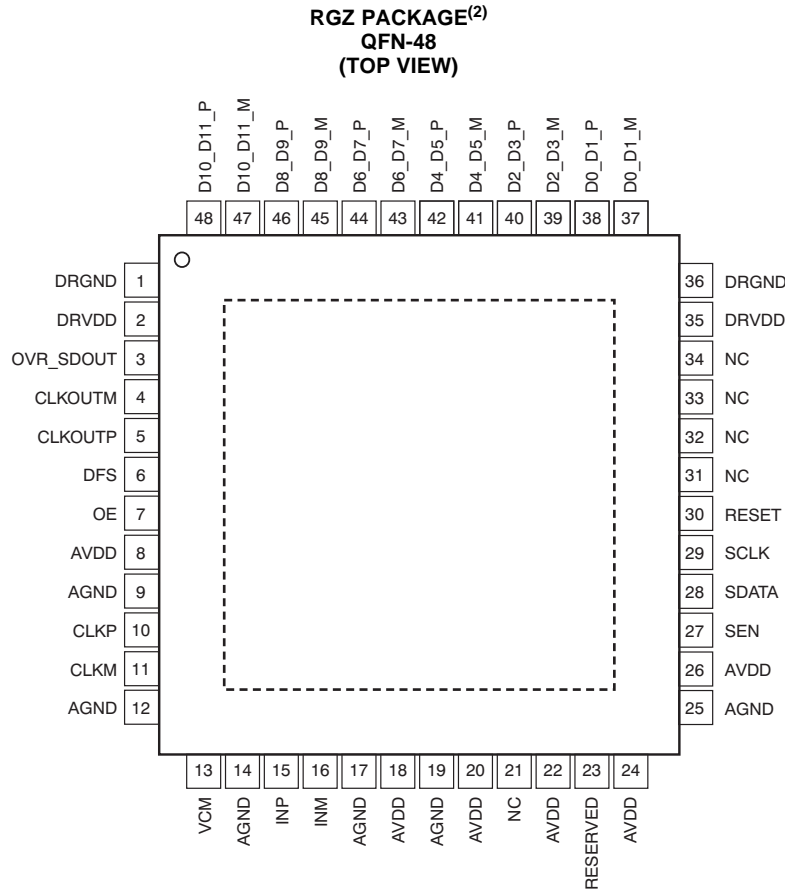 RGZ PACKAGE(2)
QFN-48
(TOP VIEW)
D10_D11_P
D10_D11_M
D8_D9_P
D8_D9_M
D6_D7_P
D6_D7_M
D4_D5_P
D4_D5_M
D2_D3_P
D2_D3_M
D0_D1_P
D0_D1_M
48 47 46 45 44 43 42 41 40 39 38 37
DRGND 1
DRVDD 2
OVR_SDOUT 3
CLKOUTM 4
CLKOUTP 5
DFS 6
OE 7
AVDD 8
AGND 9
CLKP 10
CLKM 11
AGND 12
36 DRGND
35 DRVDD
34 NC
33 NC
32 NC
31 NC
30 RESET
29 SCLK
28 SDATA
27 SEN
26 AVDD
25 AGND
13 14 15 16 17 18 19 20 21 22 23 24
VCM
AGND
INP
INM
AGND
AVDD
AGND
AVDD
NC
AVDD
RESERVED
AVDD